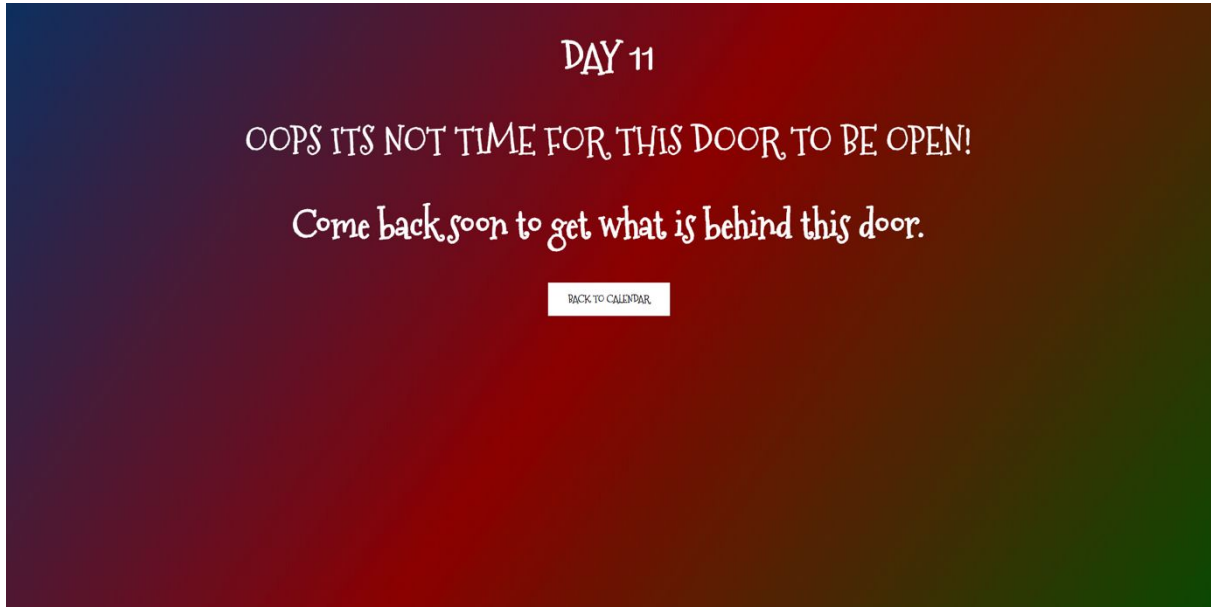 DAY 11
OOPS ITS NOT TIME FOR THIS DOOR TO BE OPEN!
Come back soon to get what is behind this door.
BACK TO CALENDAR